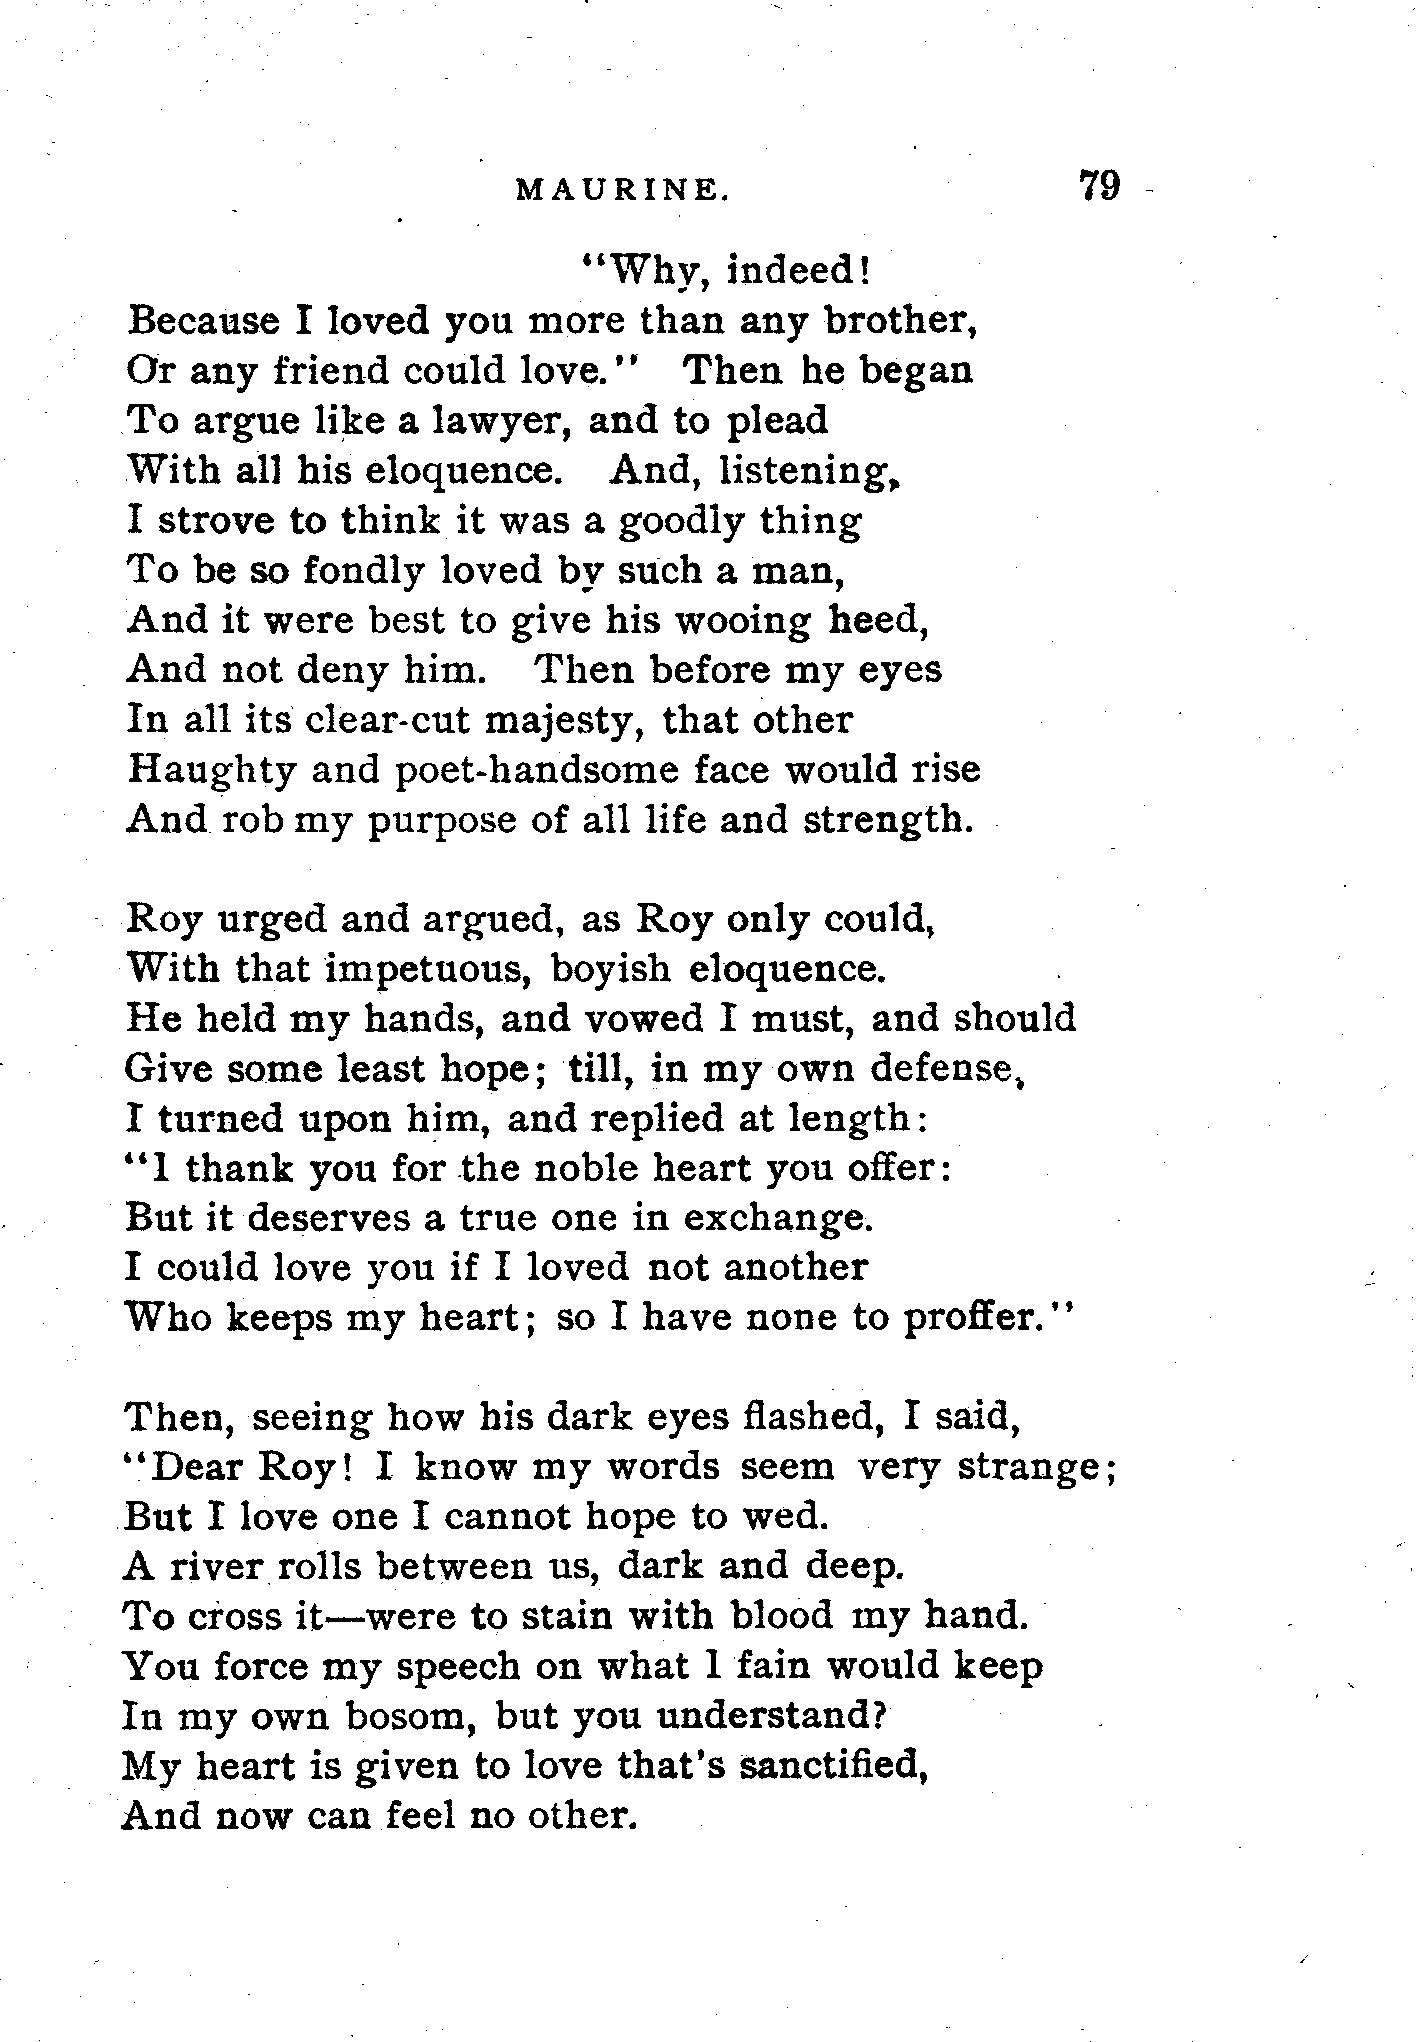 MAURINE. 79
“Why, indeed!
Because I loved you more than any brother,
Or any friend could love.” Then he began
To argue like a lawyer, and to plead
With all his eloquence. And, listening,
I strove to think it was a goodly thing
To be so fondly loved by such a man,
And it were best to give his wooing heed,
And not deny him. Then before my eyes
In all its clear-cut majesty, that other
Haughty and poet-handsome face would rise
And rob my purpose of all life and strength.
Roy urged and argued, as Roy only could,
With that impetuous, boyish eloquence.
He held my hands, and vowed I must, and should
Give some least hope; till, in my own defense,
I turned upon him, and replied at length:
“I thank you for the noble heart you offer:
But it deserves a true one in exchange.
I could love you if I loved not another
Who keeps my heart; so I have none to proffer.”
Then, seeing how his dark eyes flashed, I said,
“Dear Roy! I know my words seem very strange;
But I love one I cannot hope to wed.
A river rolls between us, dark and deep.
To cross it—were to stain with blood my hand.
You force my speech on what I fain would keep
In my own bosom, but you understand?
My heart is given to love that's sanctified,
And now can feel no other.